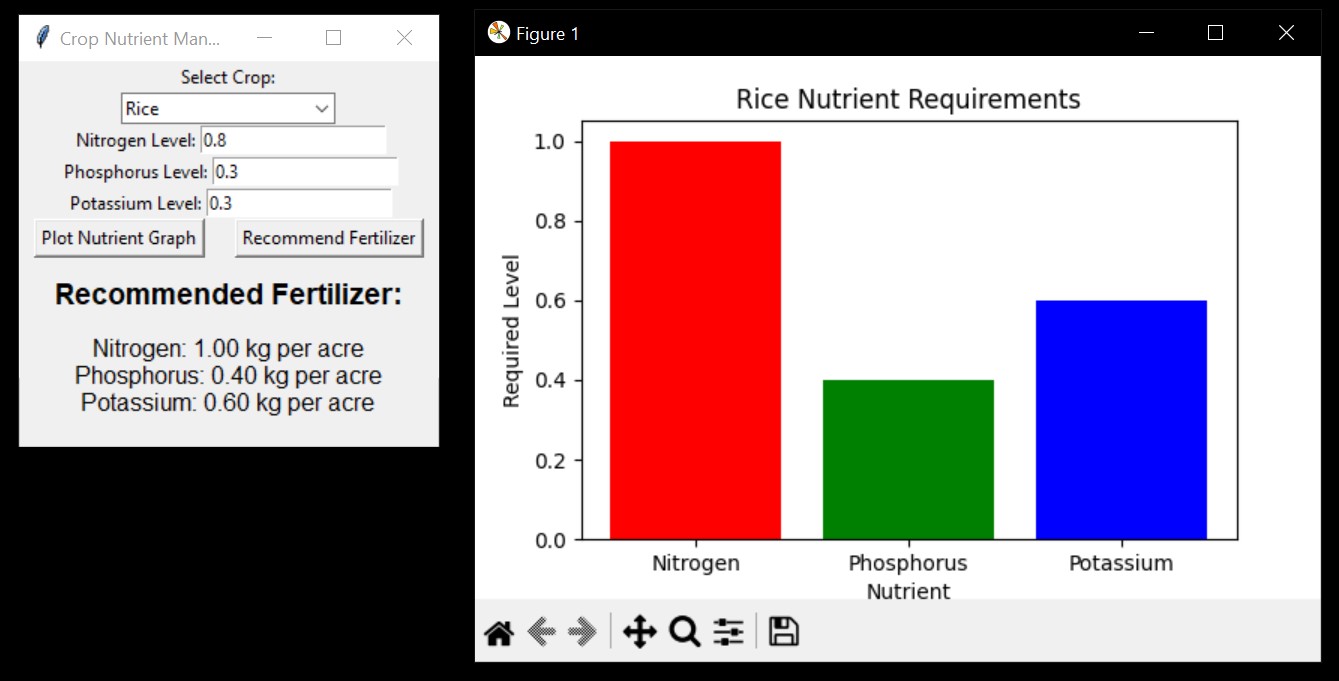 Crop Nutrient Man...
Select Crop:
Rice
Nitrogen Level: 0.8
Phosphorus Level: 0.3
Potassium Level: 0.3
Plot Nutrient Graph Recommend Fertilizer
Recommended Fertilizer:
Nitrogen: 1.00 kg per acre
Phosphorus: 0.40 kg per acre
Potassium: 0.60 kg per acre
Figure 1
Rice Nutrient Requirements
Required Level
1.0
0.8
0.6
0.4
0.2
0.0
Nitrogen Phosphorus Potassium
Nutrient